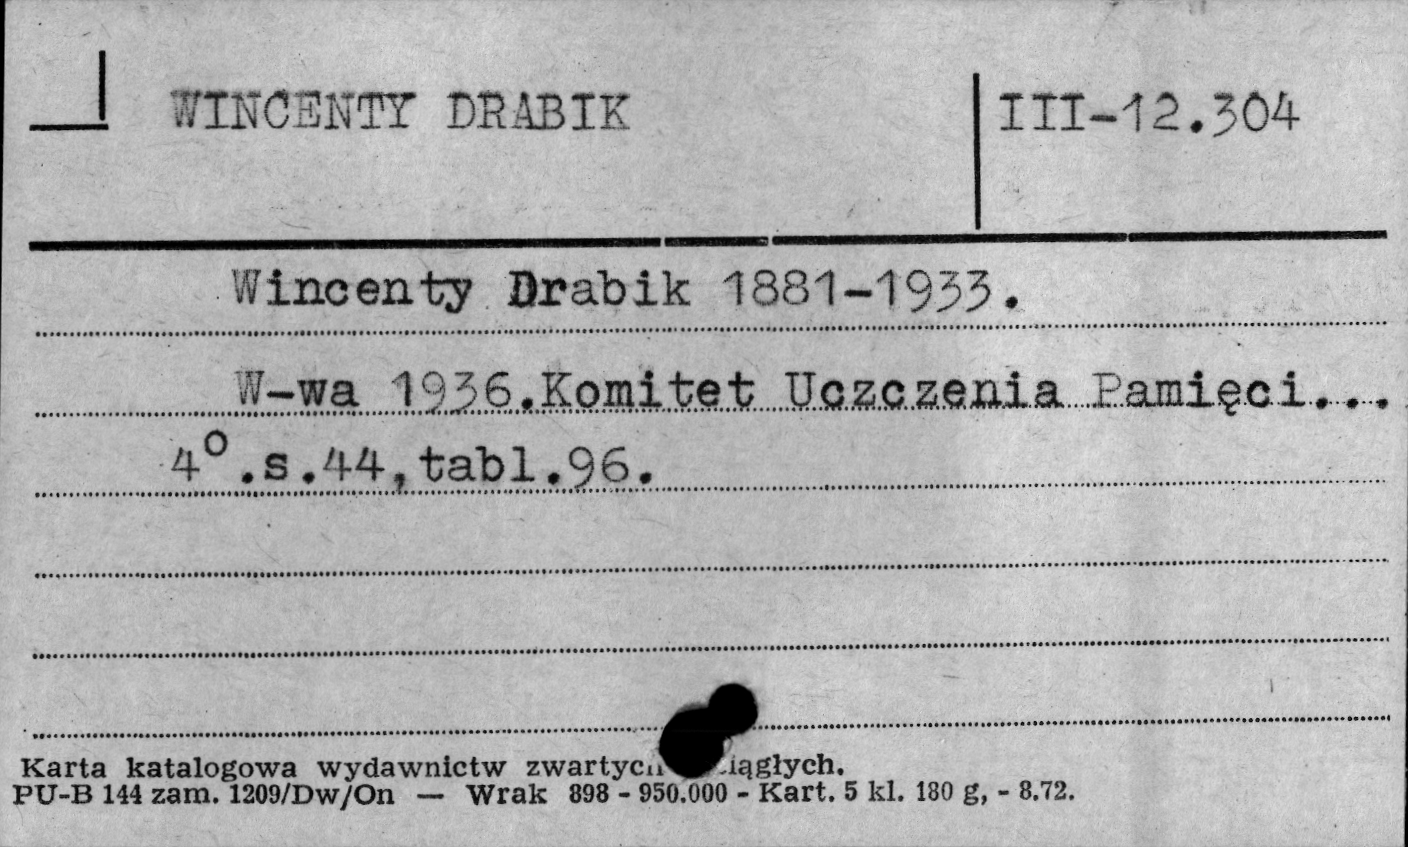 WINCENTY DRABIK
III-12.304
Wincenty Drabik 1881-1933.
W-wa 1936.Komitet Uczczenia Pamięci...
4º.s.44,tabl.96.
Karta katalogowa wydawnictw
PU-B 144 zam. 1209/Dw/On — Wrak 898 - 950.000 - Kart. 5 kl. 180 g, - 8.72.